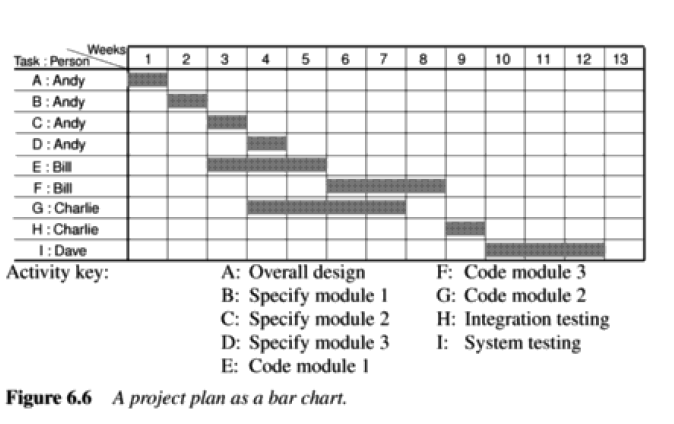 Weeks
Task : Person 1 2 3 4 5 6 7 8 9 10 11 12 13
A : Andy
B : Andy
C : Andy
D : Andy
E : Bill
F : Bill
G : Charlie
H : Charlie
I : Dave
Activity key: A: Overall design F: Code module 3
B: Specify module 1 G: Code module 2
C: Specify module 2 H: Integration testing
D: Specify module 3 I: System testing
E: Code module 1
Figure 6.6 A project plan as a bar chart.